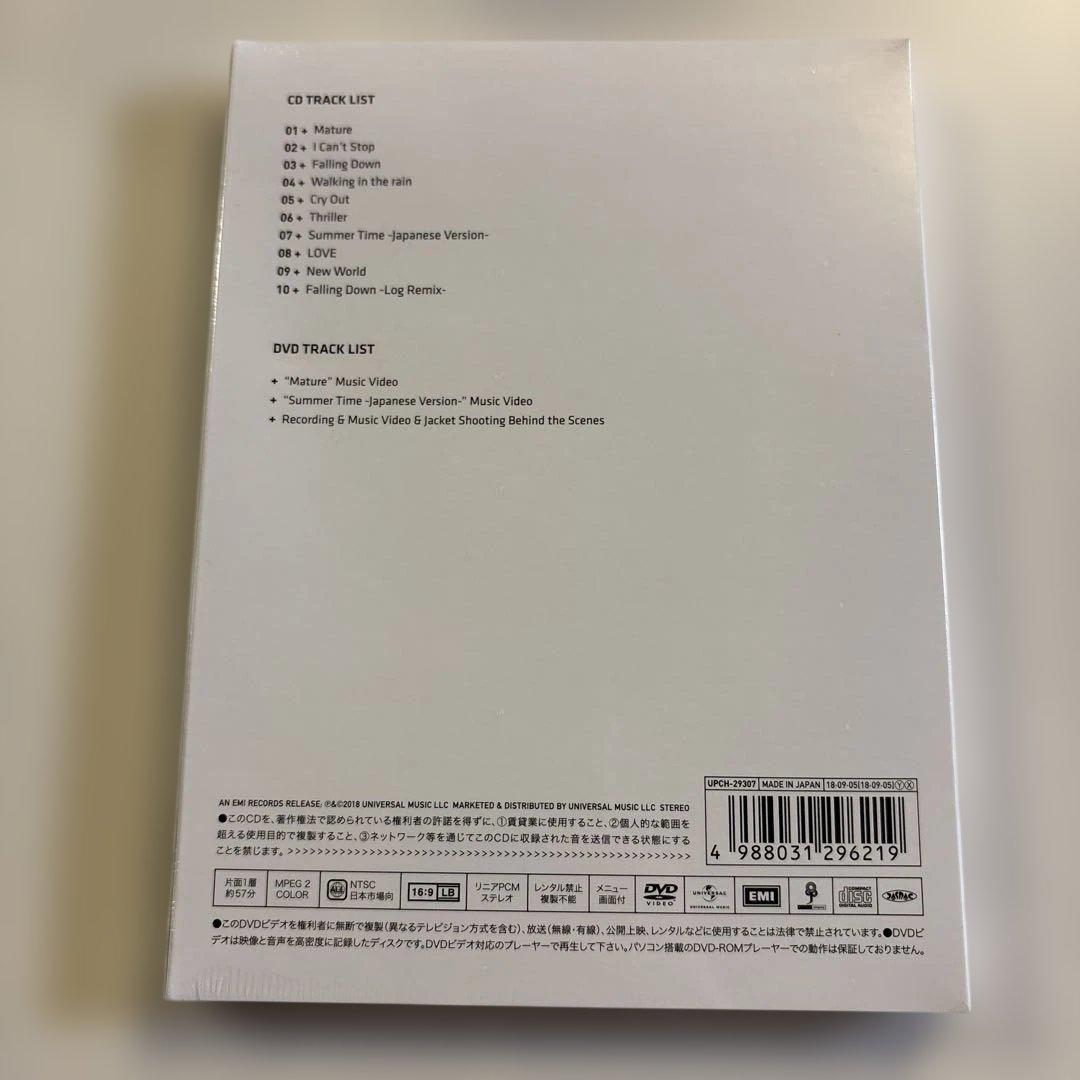 CD TRACK LIST
01 + Mature
02 + I Can't Stop
03 + Falling Down
04 + Walking in the rain
05 + Cry Out
06 + Thriller
07 + Summer Time -Japanese Version-
08 + LOVE
09 + New World
10 + Falling Down -Log Remix-
DVD TRACK LIST
+ "Mature" Music Video
+ "Summer Time -Japanese Version-" Music Video
+ Recording & Music Video & Jacket Shooting Behind the Scenes
UPCH-29307 MADE IN JAPAN 18·09·05(18·09·05)ⓎⓍ
4 988031 296219
AN EMI RECORDS RELEASE; ℗&©2018 UNIVERSAL MUSIC LLC MARKETED & DISTRIBUTED BY UNIVERSAL MUSIC LLC STEREO
●このCDを、著作権法で認められている権利者の許諾を得ずに、①賃貸業に使用すること、②個人的な範囲を
超える使用目的で複製すること、③ネットワーク等を通じてこのCDに収録された音を送信できる状態にする
ことを禁じます。>>>>>>>>>>>>>>>>>>>>>>>>>>>>>>>>>>>>>>>>>>>>>>>>>>>>>>>>>>>>
片面1層 MPEG 2 ALL NTSC 16:9 LB リニアPCM レンタル禁止 メニュー DVD UNIVERSAL EMI COMPACT disc JASRAC
約57分 COLOR 日本市場向 ステレオ 複製不能 画面付 VIDEO UNIVERSAL MUSIC DIGITAL AUDIO
●このDVDビデオを権利者に無断で複製(異なるテレビジョン方式を含む)、放送(無線・有線)、公開上映、レンタルなどに使用することは法律で禁止されています。●DVDビ
デオは映像と音声を高密度に記録したディスクです。DVDビデオ対応のプレーヤーで再生して下さい。パソコン搭載のDVD-ROMプレーヤーでの動作は保証しておりません。